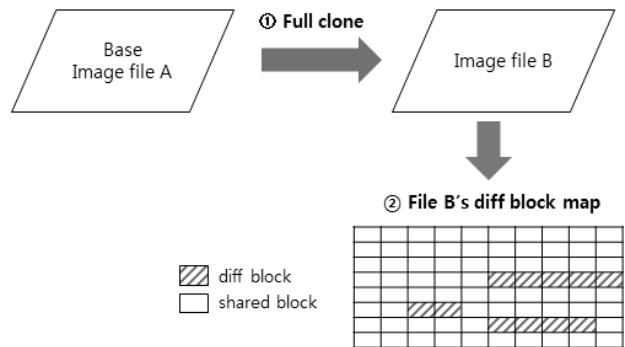 ① Full clone
Base
Image file A
Image file B
② File B's diff block map
diff block
shared block